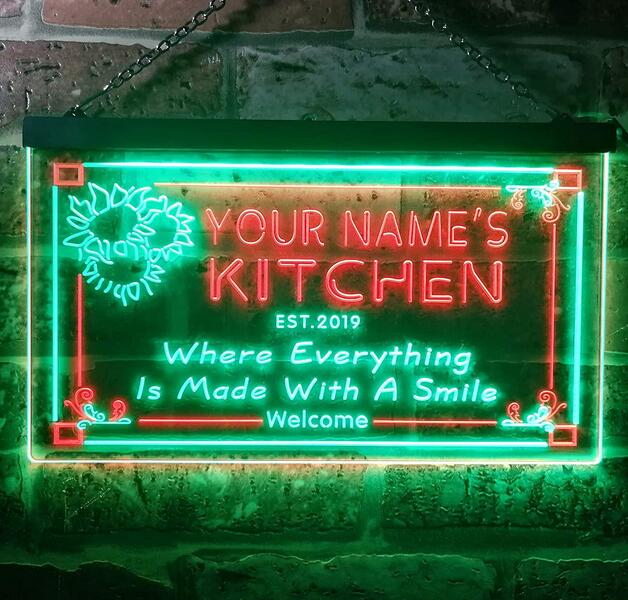 YOUR NAME'S
KITCHEN
EST.2019
Where Everything
Is Made With A Smile
Welcome